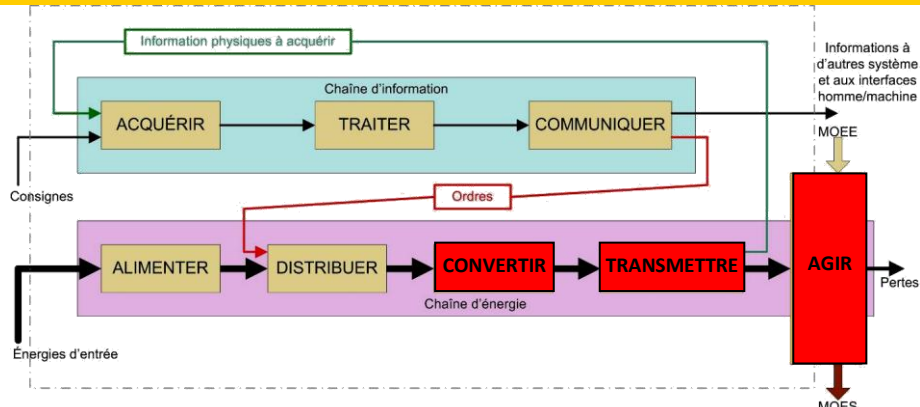 Information physiques à acquérir
Informations à
d'autres système
et aux interfaces
homme/machine
Chaîne d'information
ACQUÉRIR
TRAITER
COMMUNIQUER
MOEE
Consignes
Ordres
ALIMENTER
DISTRIBUER
CONVERTIR
TRANSMETTRE
AGIR
Pertes
Chaîne d'énergie
Énergies d'entrée
MOES